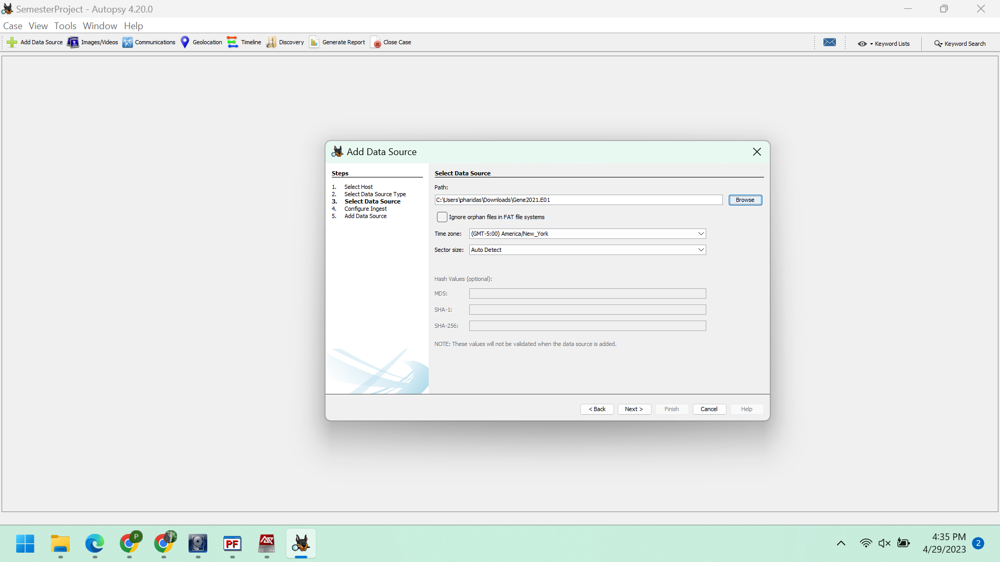 SemesterProject - Autopsy 4.20.0
Case View Tools Window Help
Add Data Source Images/Videos Communications Geolocation Timeline Discovery Generate Report Close Case Keyword Lists Keyword Search
Add Data Source
Steps
1. Select Host
2. Select Data Source Type
3. Select Data Source
4. Configure Ingest
5. Add Data Source
Select Data Source
Path:
C:\Users\pharidas\Downloads\Gene2021.E01 Browse
Ignore orphan files in FAT file systems
Time zone: (GMT-5:00) America/New_York
Sector size: Auto Detect
Hash Values (optional):
MD5:
SHA-1:
SHA-256:
NOTE: These values will not be validated when the data source is added.
< Back Next > Finish Cancel Help
P
PF
4:35 PM
4/29/2023
2